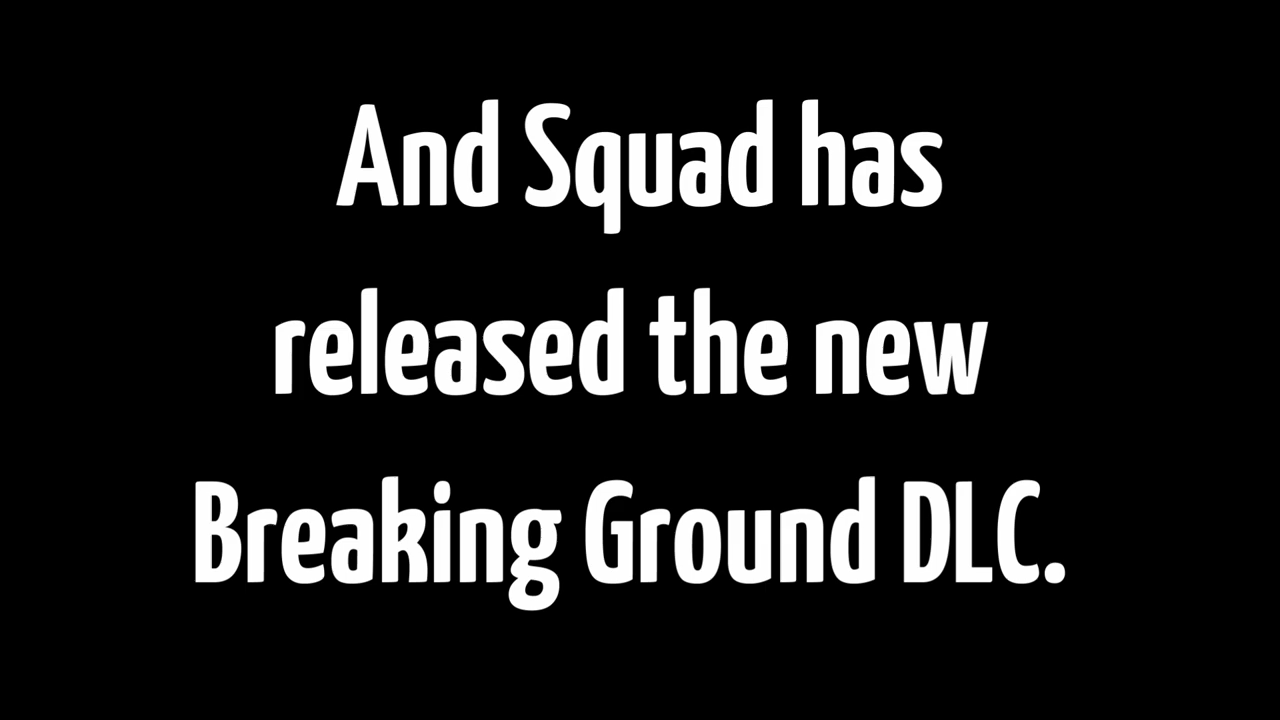 And Squad has
released the new
Breaking Ground DLC.